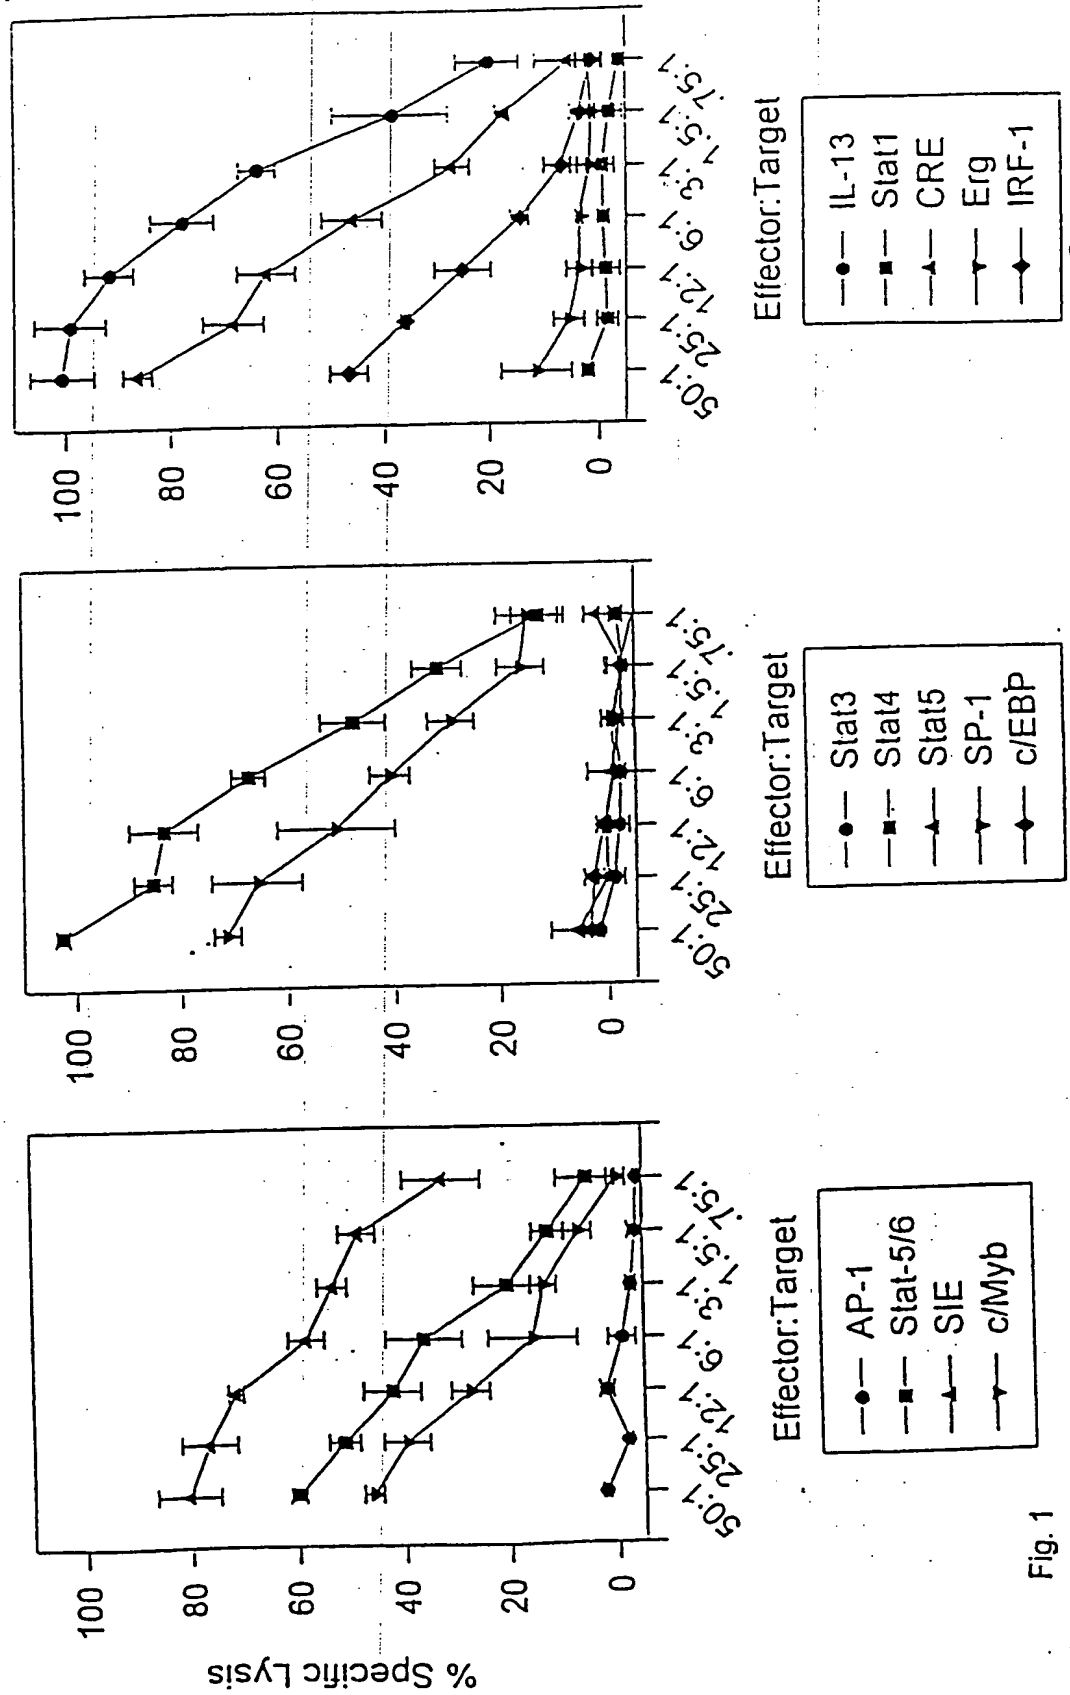 % Specific Lysis
100
80
60
40
20
0
50:1 25:1 12:1 6:1 3:1 1.5:1 .75:1
Effector:Target
AP-1
Stat-5/6
SIE
c/Myb
100
80
60
40
20
0
50:1 25:1 12:1 6:1 3:1 1.5:1 .75:1
Effector:Target
Stat3
Stat4
Stat5
SP-1
c/EBP
100
80
60
40
20
0
50:1 25:1 12:1 6:1 3:1 1.5:1 .75:1
Effector:Target
IL-13
Stat1
CRE
Erg
IRF-1
Fig. 1